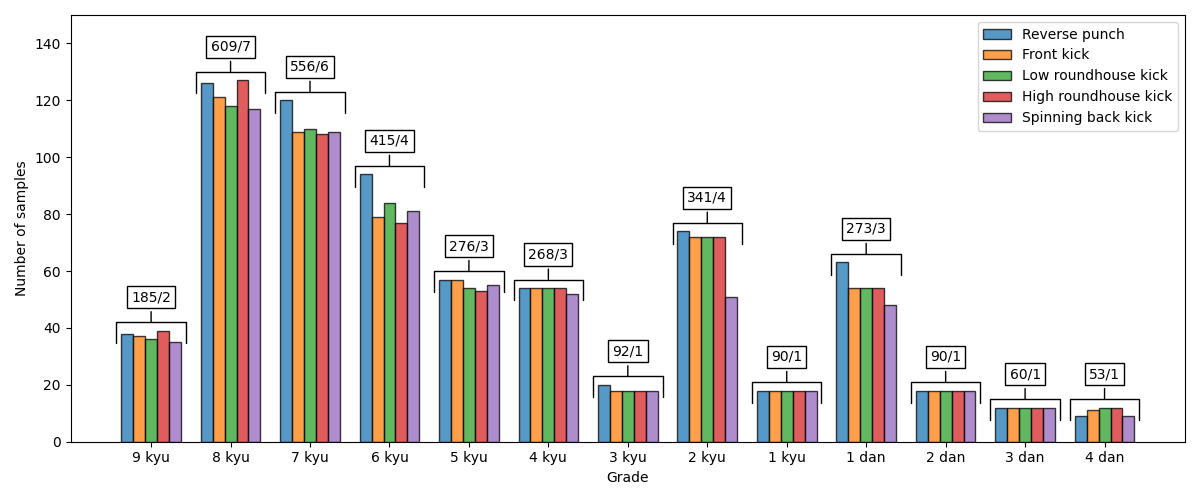 140
120
100
80
60
40
20
0
Number of samples
185/2
609/7
556/6
415/4
276/3
268/3
92/1
341/4
90/1
273/3
90/1
60/1
53/1
Reverse punch
Front kick
Low roundhouse kick
High roundhouse kick
Spinning back kick
9 kyu
8 kyu
7 kyu
6 kyu
5 kyu
4 kyu
3 kyu
2 kyu
1 kyu
1 dan
2 dan
3 dan
4 dan
Grade